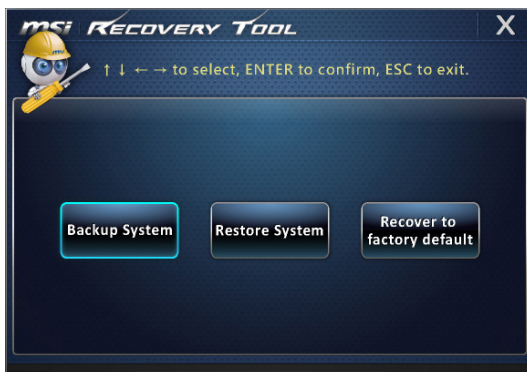 msi RECOVERY TOOL X
↑ ↓ ← → to select, ENTER to confirm, ESC to exit.
Backup System
Restore System
Recover to
factory default